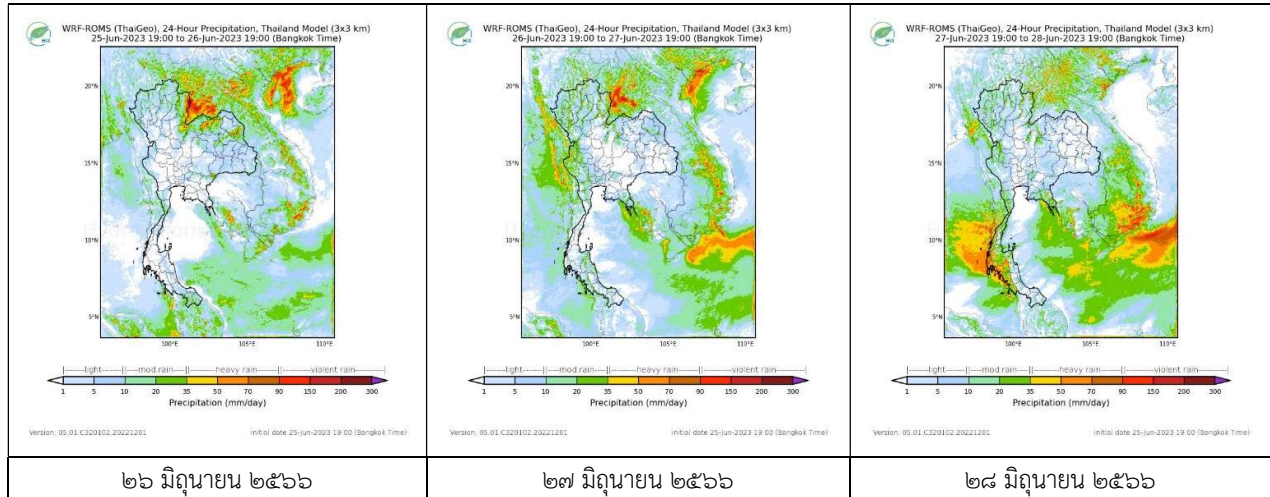 WRF-ROMS (ThaiGeo), 24-Hour Precipitation, Thailand Model (3x3 km)
25-Jun-2023 19:00 to 26-Jun-2023 19:00 (Bangkok Time)
20°N
15°N
10°N
5°N
100°E 105°E 110°E
light mod.rain heavy rain violent rain
1 5 10 20 35 50 70 90 150 200 300
Precipitation (mm/day)
Version: 05.01.C320102.20221201 initial date 25-Jun-2023 19.00 (Bangkok Time)
๒๖ มิถุนายน ๒๕๖๖
WRF-ROMS (ThaiGeo), 24-Hour Precipitation, Thailand Model (3x3 km)
26-Jun-2023 19:00 to 27-Jun-2023 19:00 (Bangkok Time)
20°N
15°N
10°N
5°N
100°E 105°E 110°E
light mod.rain heavy rain violent rain
1 5 10 20 35 50 70 90 150 200 300
Precipitation (mm/day)
Version: 05.01.C320102.20221201 initial date 25-Jun-2023 19.00 (Bangkok Time)
๒๗ มิถุนายน ๒๕๖๖
WRF-ROMS (ThaiGeo), 24-Hour Precipitation, Thailand Model (3x3 km)
27-Jun-2023 19:00 to 28-Jun-2023 19:00 (Bangkok Time)
20°N
15°N
10°N
5°N
100°E 105°E 110°E
light mod.rain heavy rain violent rain
1 5 10 20 35 50 70 90 150 200 300
Precipitation (mm/day)
Version: 05.01.C320102.20221201 initial date 25-Jun-2023 19.00 (Bangkok Time)
๒๘ มิถุนายน ๒๕๖๖